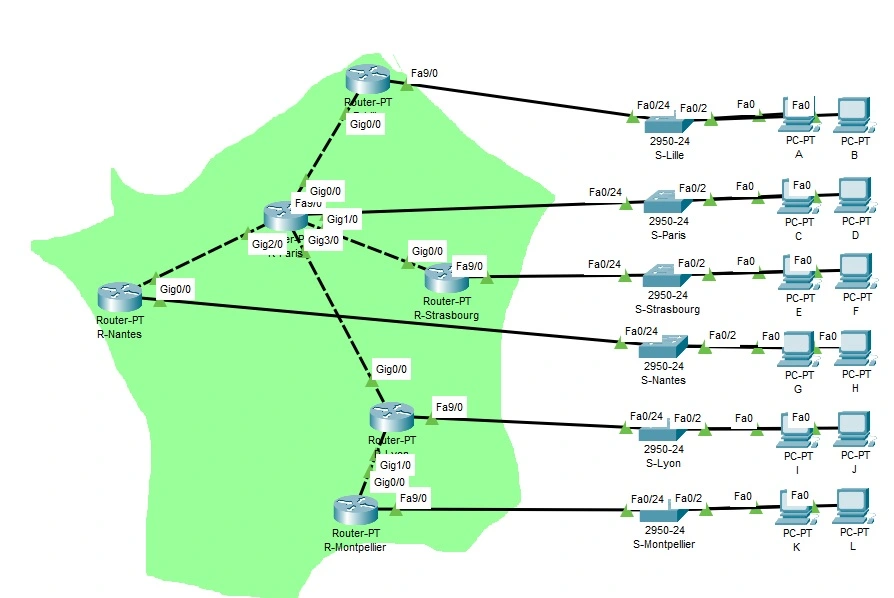 Fa9/0
Router-PT
Gig0/0
Fa0/24
Fa0/2
Fa0
Fa0
2950-24
S-Lille
PC-PT
A
PC-PT
B
Gig0/0
Fa9/0
Gig1/0
Gig2/0
Gig3/0
R-Paris
Fa0/24
Fa0/2
Fa0
Fa0
2950-24
S-Paris
PC-PT
C
PC-PT
D
Gig0/0
Fa9/0
Router-PT
R-Strasbourg
Fa0/24
Fa0/2
Fa0
Fa0
2950-24
S-Strasbourg
PC-PT
E
PC-PT
F
Gig0/0
Router-PT
R-Nantes
Fa0/24
Fa0/2
Fa0
Fa0
2950-24
S-Nantes
PC-PT
G
PC-PT
H
Gig0/0
Fa9/0
Router-PT
Gig1/0
Fa0/24
Fa0/2
Fa0
Fa0
2950-24
S-Lyon
PC-PT
I
PC-PT
J
Gig0/0
Fa9/0
Router-PT
R-Montpellier
Fa0/24
Fa0/2
Fa0
Fa0
2950-24
S-Montpellier
PC-PT
K
PC-PT
L